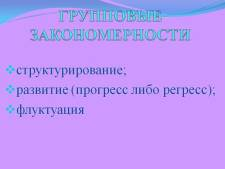 ГРУППОВЫЕ
ЗАКОНОМЕРНОСТИ
структурирование;
развитие (прогресс либо регресс);
флуктуация